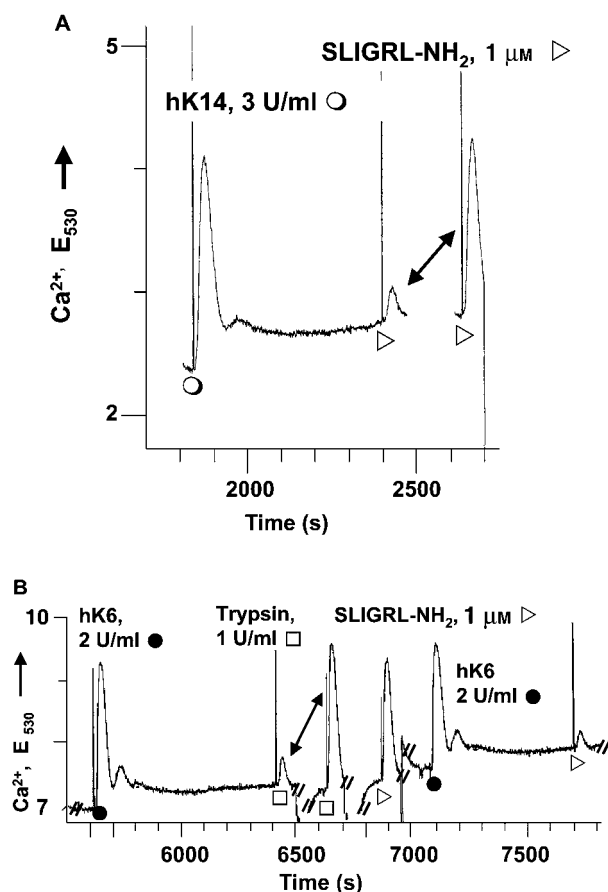 A
5
SLIGRL-NH₂, 1 μM
hK14, 3 U/ml
Ca²⁺, E₅₃₀
2
2000 2500
Time (s)
B
10
hK6, 2 U/ml
Trypsin, 1 U/ml
SLIGRL-NH₂, 1 μM
hK6 2 U/ml
Ca²⁺, E₅₃₀
7
6000 6500 7000 7500
Time (s)